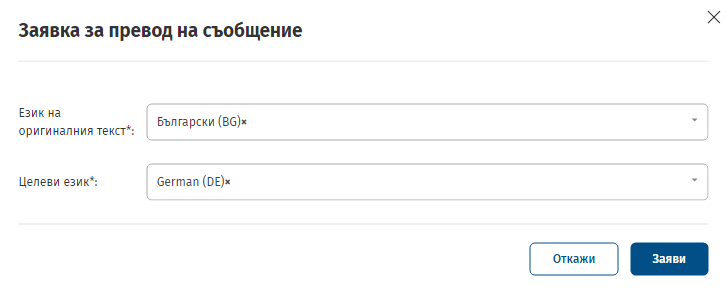 Заявка за превод на съобщение
Език на
оригиналния текст*:
Български (BG)×
Целеви език*:
German (DE)×
Откажи
Заяви